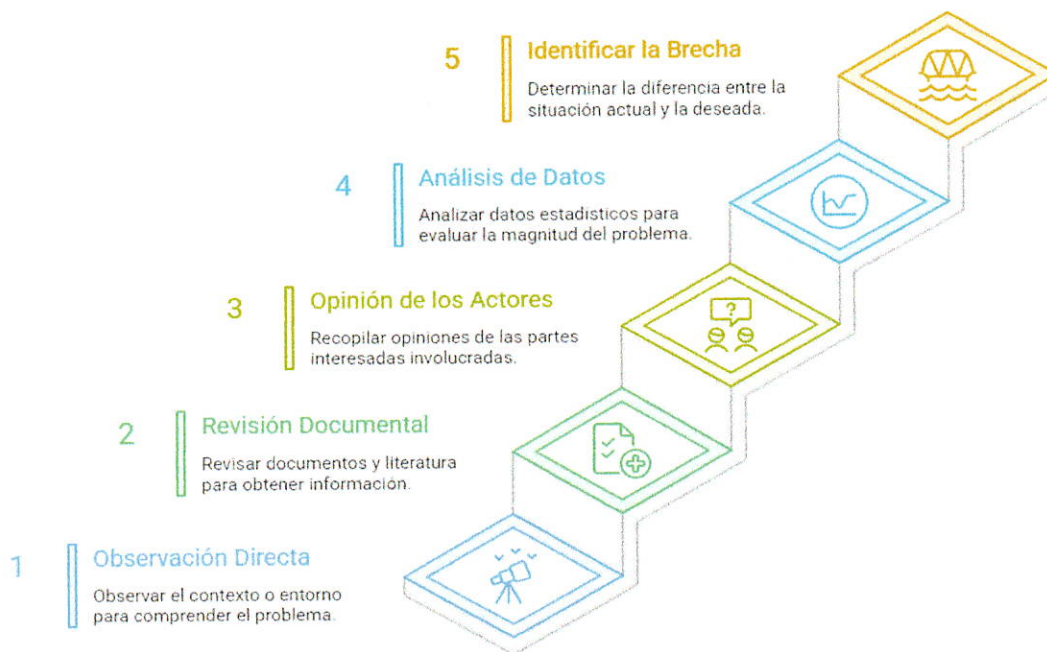 5
Identificar la Brecha
Determinar la diferencia entre la
situación actual y la deseada.
4
Análisis de Datos
Analizar datos estadísticos para
evaluar la magnitud del problema.
3
Opinión de los Actores
?
Recopilar opiniones de las partes
interesadas involucradas.
2
Revisión Documental
Revisar documentos y literatura
para obtener información.
1
Observación Directa
Observar el contexto o entorno
para comprender el problema.